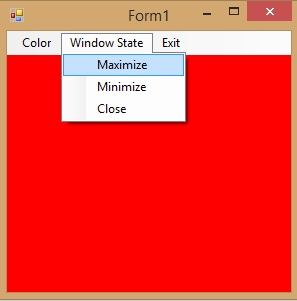 Form1
Color Window State Exit
Maximize
Minimize
Close